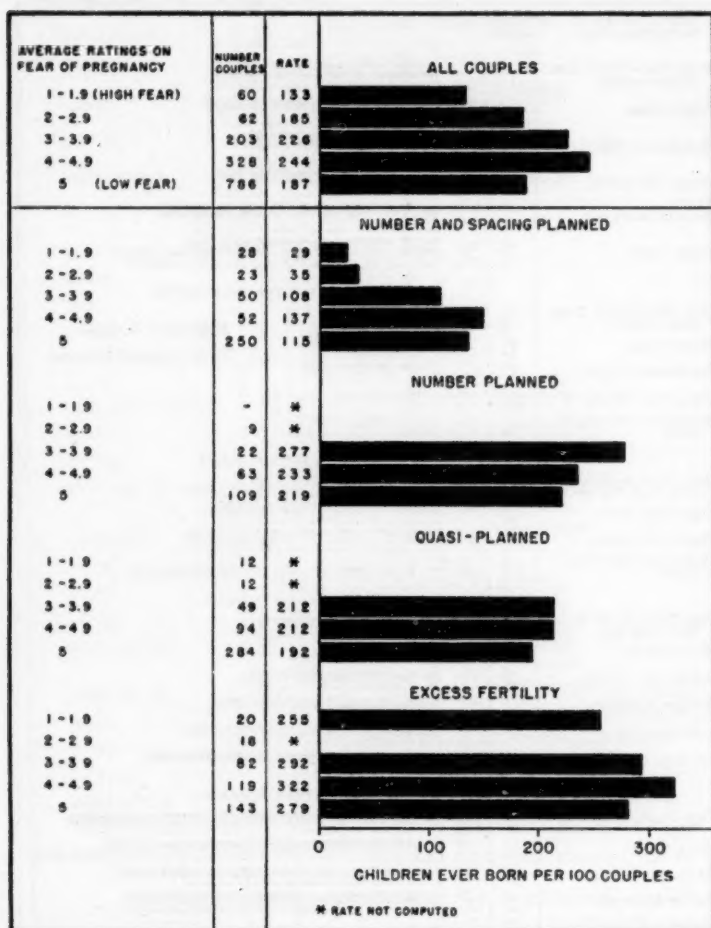 AVERAGE RATINGS ON FEAR OF PREGNANCY
NUMBER COUPLES
RATE
ALL COUPLES
1-1.9 (HIGH FEAR) 60 133
2-2.9 62 185
3-3.9 203 226
4-4.9 328 244
5 (LOW FEAR) 786 187
NUMBER AND SPACING PLANNED
1-1.9 28 29
2-2.9 23 35
3-3.9 50 108
4-4.9 52 137
5 250 115
NUMBER PLANNED
1-1.9 - *
2-2.9 9 *
3-3.9 22 277
4-4.9 63 233
5 109 219
QUASI-PLANNED
1-1.9 12 *
2-2.9 12 *
3-3.9 49 212
4-4.9 94 212
5 284 192
EXCESS FERTILITY
1-1.9 20 255
2-2.9 18 *
3-3.9 82 292
4-4.9 119 322
5 143 279
0 100 200 300
CHILDREN EVER BORN PER 100 COUPLES
* RATE NOT COMPUTED